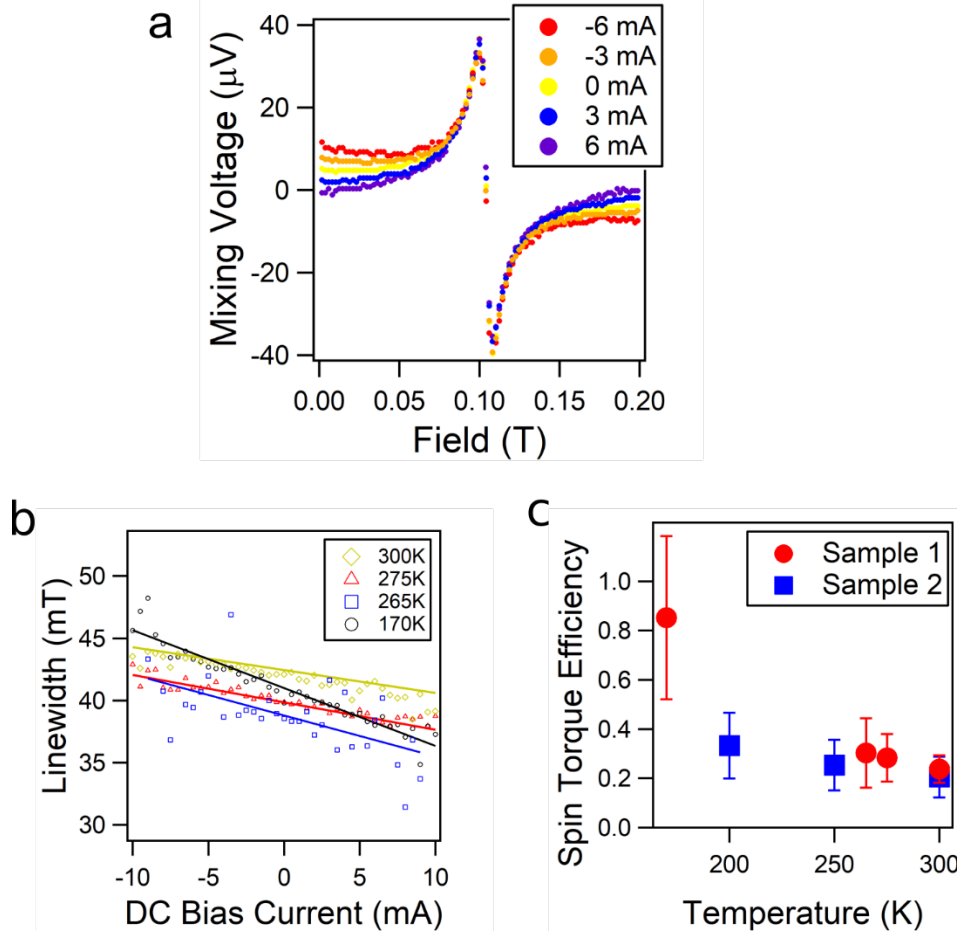 a
40
20
0
-20
-40
Mixing Voltage (μV)
-6 mA
-3 mA
0 mA
3 mA
6 mA
0.00 0.05 0.10 0.15 0.20
Field (T)
b
50
45
40
35
30
Linewidth (mT)
300K
275K
265K
170K
-10 -5 0 5 10
DC Bias Current (mA)
c
1.0
0.8
0.6
0.4
0.2
0.0
Spin Torque Efficiency
Sample 1
Sample 2
200 250 300
Temperature (K)